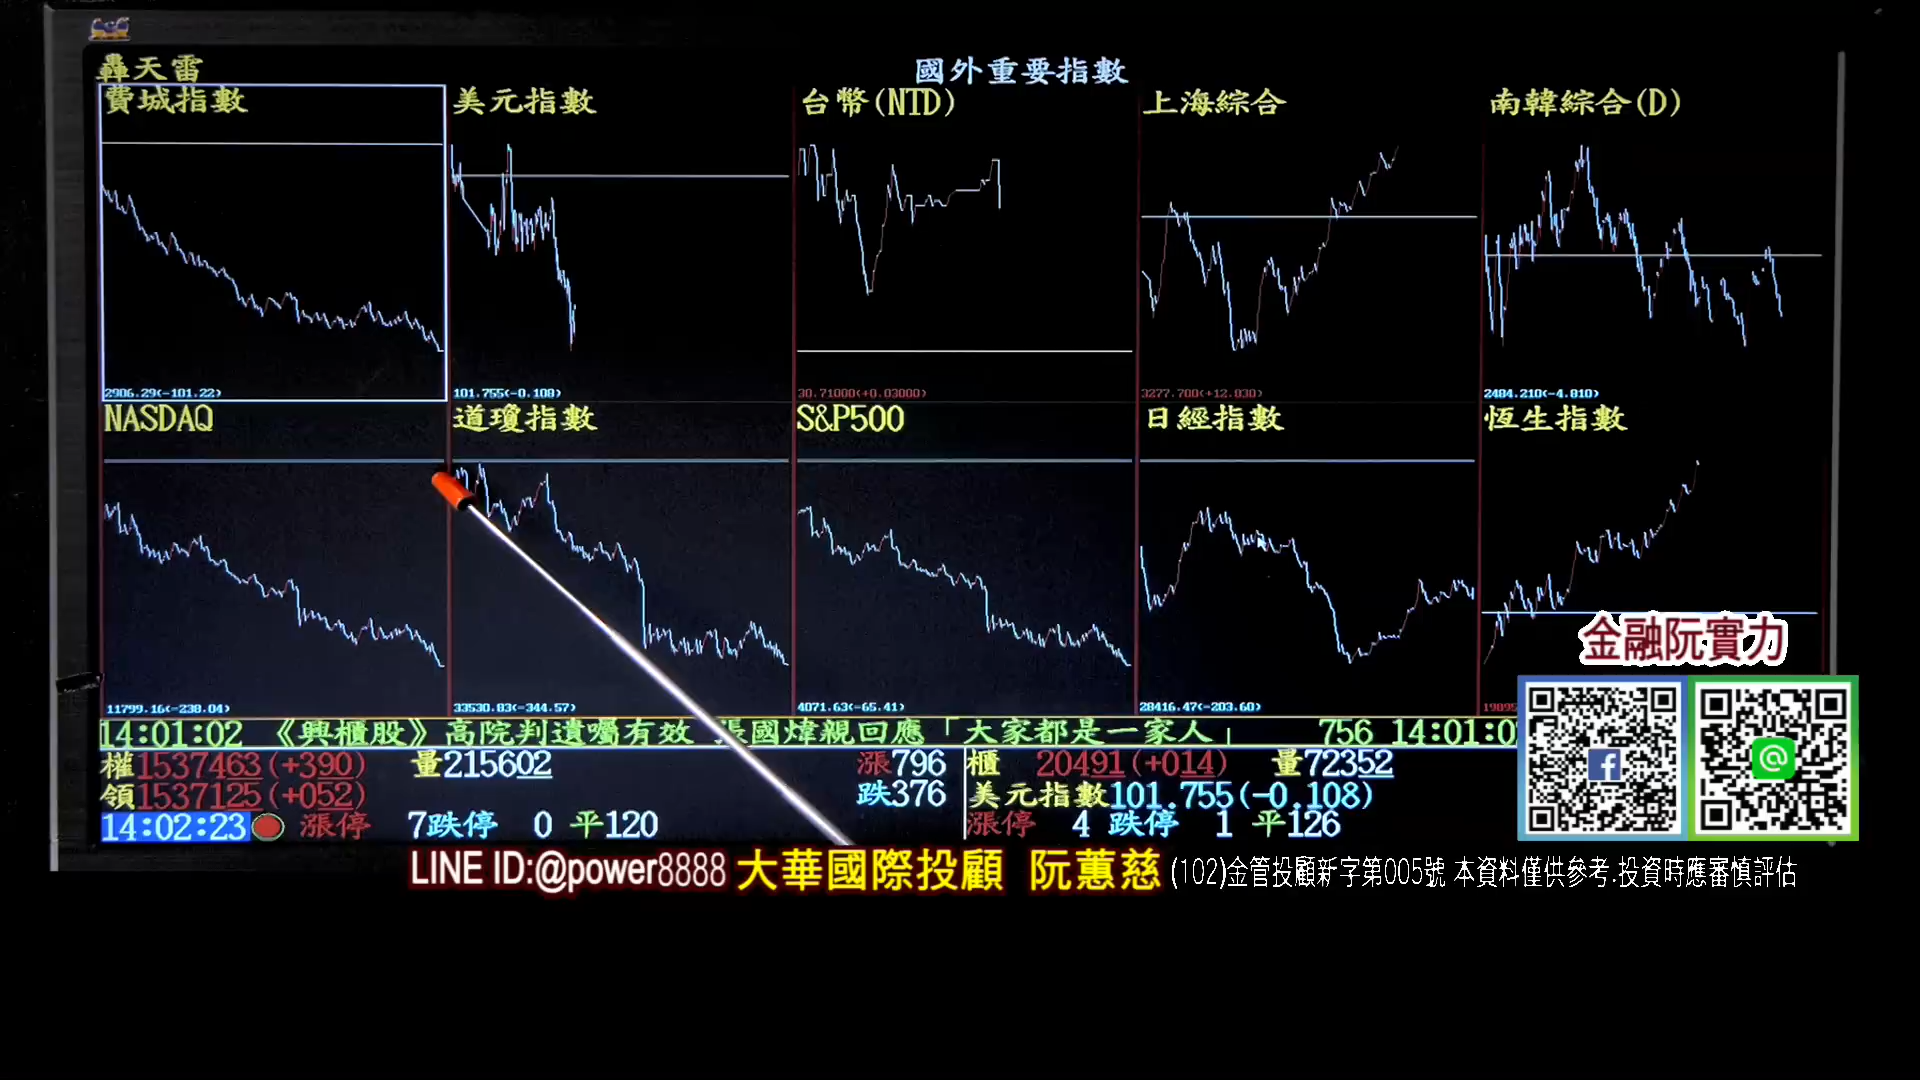 轟天雷
國外重要指數
費城指數
美元指數
台幣(NTD)
上海綜合
南韓綜合(D)
2906.29(-101.22)
101.755(-0.108)
30.71000(+0.03000)
3277.700(+12.030)
2484.210(-4.810)
NASDAQ
道瓊指數
S&P500
日經指數
恆生指數
金融阮實力
11799.16(-238.04)
33530.83(-344.57)
4071.63(-65.41)
28416.47(-203.60)
14:01:02 《興櫃股》高院判遺囑有效 張國煒親回應「大家都是一家人」 756 14:01:0
權1537463(+390) 量215602 漲796 櫃 20491(+014) 量72352
領1537125(+052) 跌376 美元指數101.755(-0.108)
14:02:23 漲停 7跌停 0 平120 漲停 4 跌停 1 平126
LINE ID:@power8888 大華國際投顧 阮蕙慈 (102)金管投顧新字第005號 本資料僅供參考.投資時應審慎評估